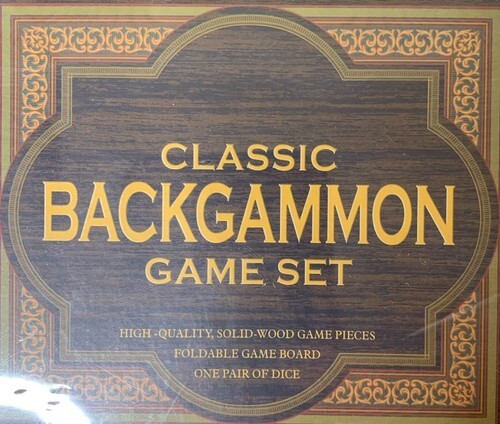 CLASSIC
BACKGAMMON
GAME SET
HIGH -QUALITY, SOLID-WOOD GAME PIECES
FOLDABLE GAME BOARD
ONE PAIR OF DICE